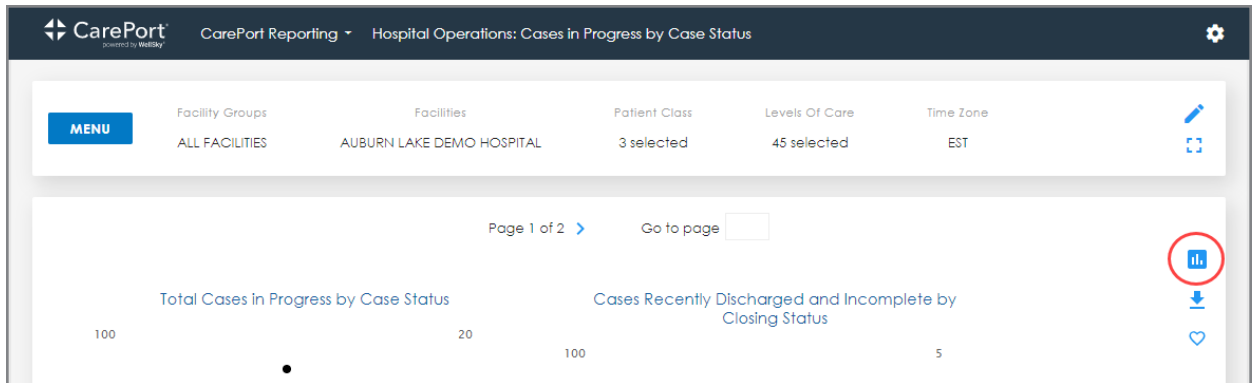 CarePort
powered by WellSky
CarePort Reporting
Hospital Operations: Cases in Progress by Case Status
MENU
Facility Groups
ALL FACILITIES
Facilities
AUBURN LAKE DEMO HOSPITAL
Patient Class
3 selected
Levels Of Care
45 selected
Time Zone
EST
Page 1 of 2
Go to page
Total Cases in Progress by Case Status
100
20
Cases Recently Discharged and Incomplete by
Closing Status
100
5